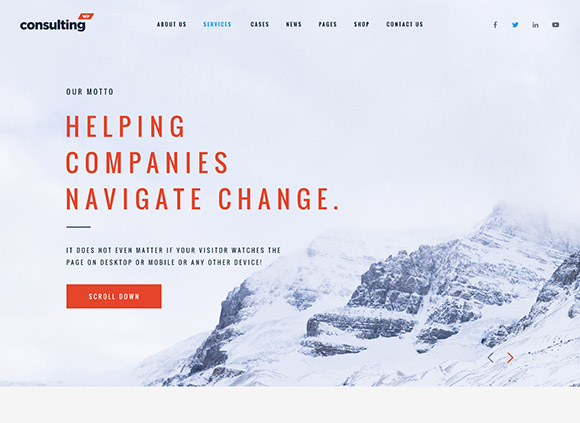 consulting WP
ABOUT US SERVICES CASES NEWS PAGES SHOP CONTACT US
OUR MOTTO
HELPING
COMPANIES
NAVIGATE CHANGE.
IT DOES NOT EVEN MATTER IF YOUR VISITOR WATCHES THE
PAGE ON DESKTOP OR MOBILE OR ANY OTHER DEVICE!
SCROLL DOWN